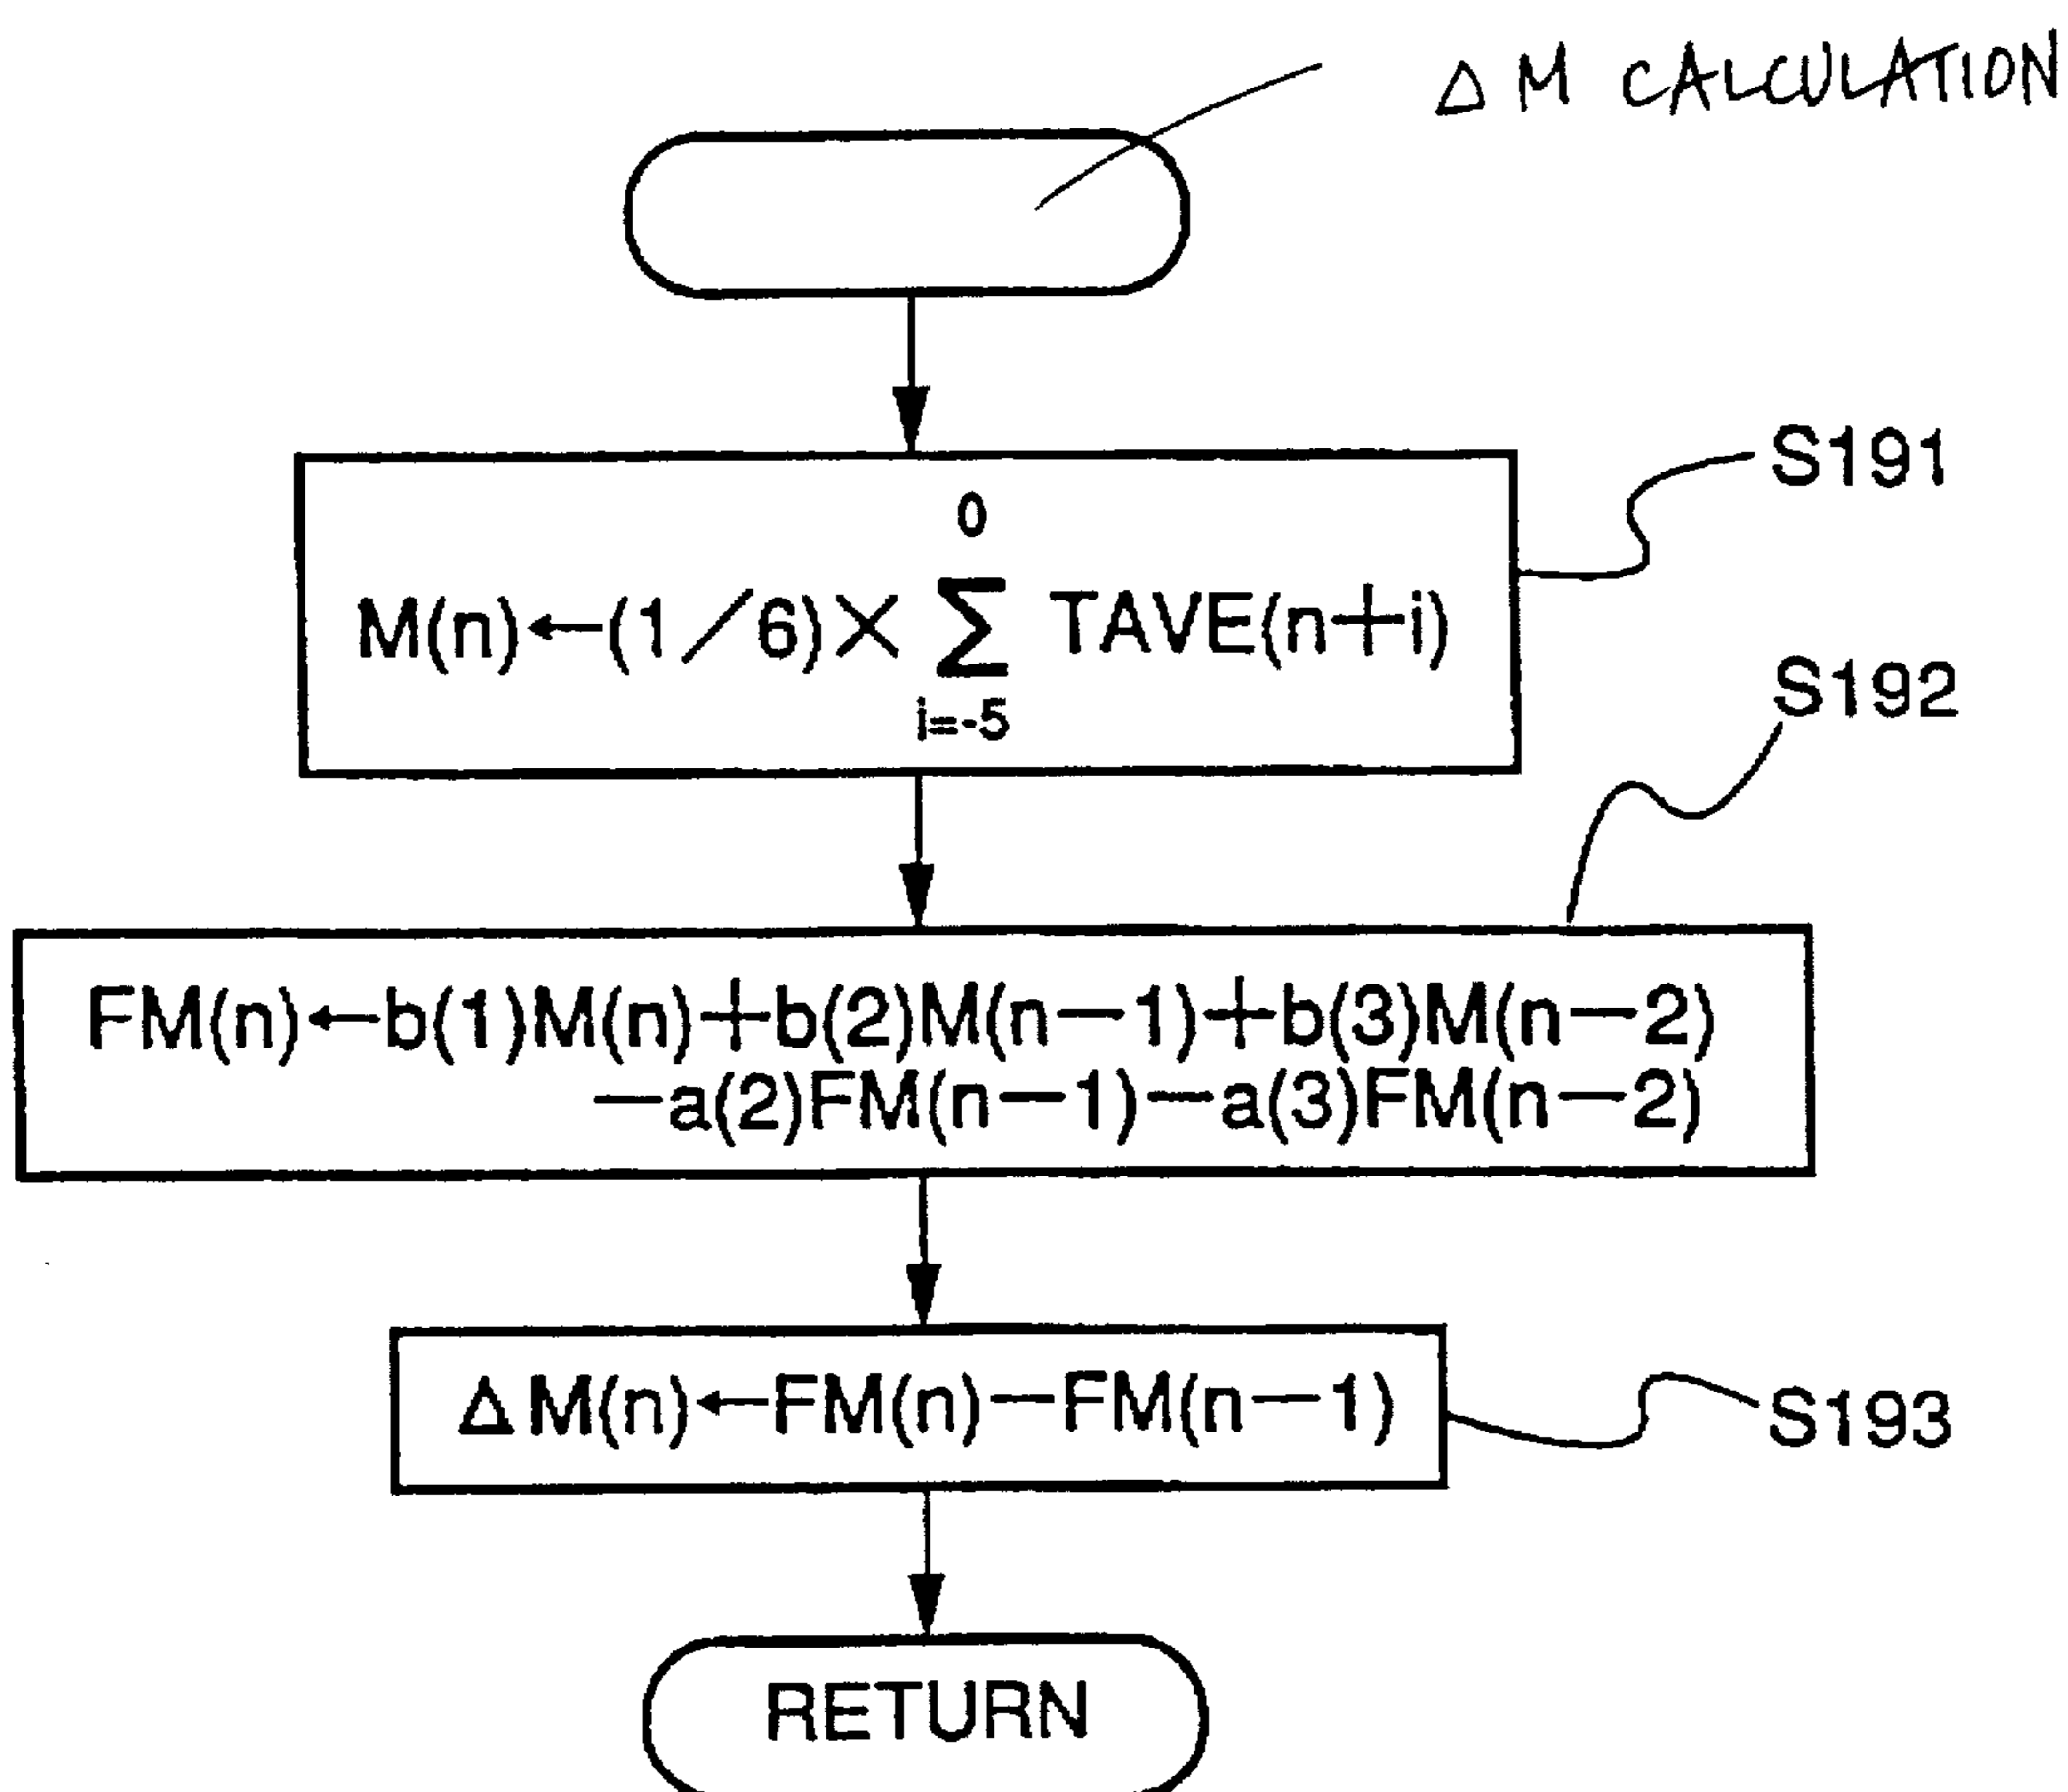 Δ M CALCULATION
S191
0
M(n)←(1/6)×Σ TAVE(n+i)
i=-5
S192
FM(n)←b(1)M(n)+b(2)M(n−1)+b(3)M(n−2)
−a(2)FM(n−1)−a(3)FM(n−2)
ΔM(n)←FM(n)−FM(n−1)
S193
RETURN